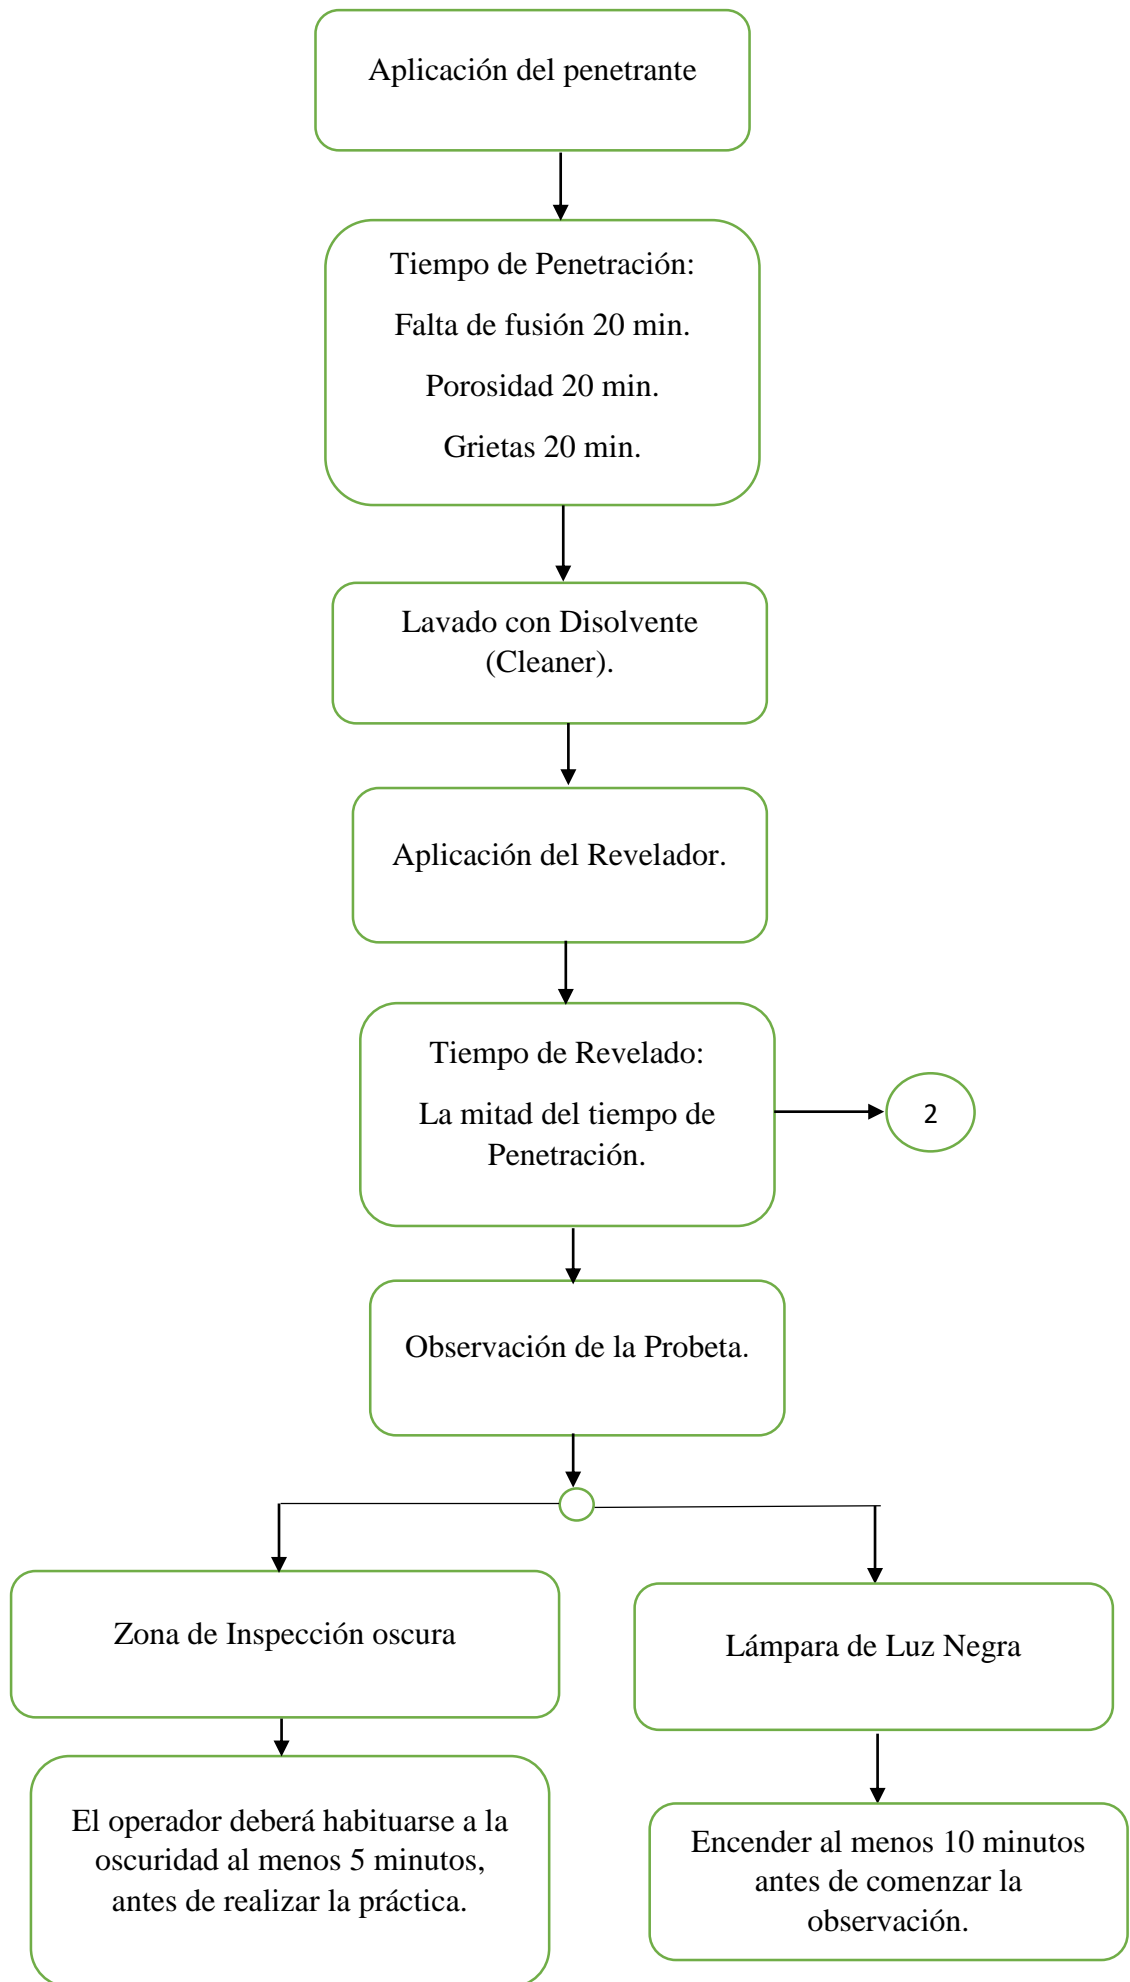 Aplicación del penetrante
Tiempo de Penetración:
Falta de fusión 20 min.
Porosidad 20 min.
Grietas 20 min.
Lavado con Disolvente
(Cleaner).
Aplicación del Revelador.
Tiempo de Revelado:
La mitad del tiempo de
Penetración.
2
Observación de la Probeta.
Zona de Inspección oscura
Lámpara de Luz Negra
El operador deberá habituarse a la
oscuridad al menos 5 minutos,
antes de realizar la práctica.
Encender al menos 10 minutos
antes de comenzar la
observación.